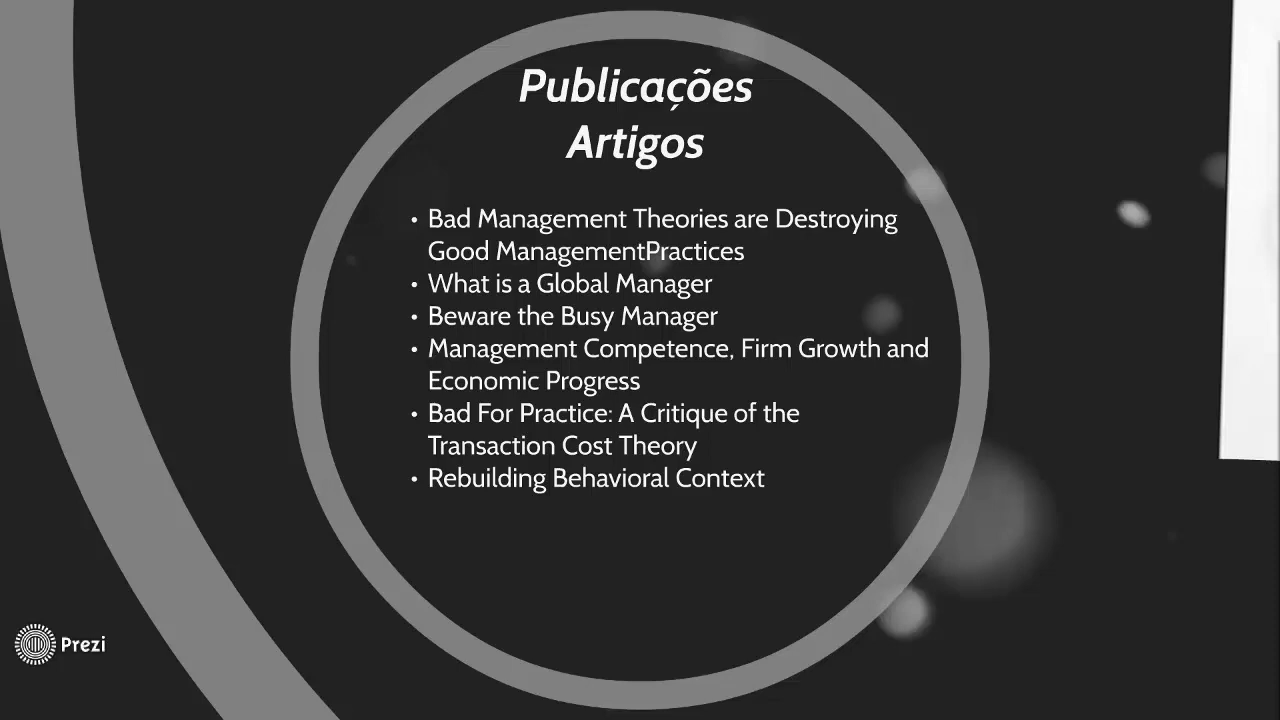 Publicações
Artigos
• Bad Management Theories are Destroying
Good ManagementPractices
• What is a Global Manager
• Beware the Busy Manager
• Management Competence, Firm Growth and
Economic Progress
• Bad For Practice: A Critique of the
Transaction Cost Theory
• Rebuilding Behavioral Context
Prezi